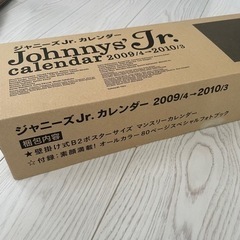 ジャニーズJr.カレンダー
Johnnys' Jr.
calendar 2009/4→2010/3
ジャニーズJr.カレンダー 2009/4→2010/3
梱包内容
★壁掛け式B2ポスターサイズ マンスリーカレンダー
☆付録:素顔満載!オールカラー60ページスペシャルフォトブック